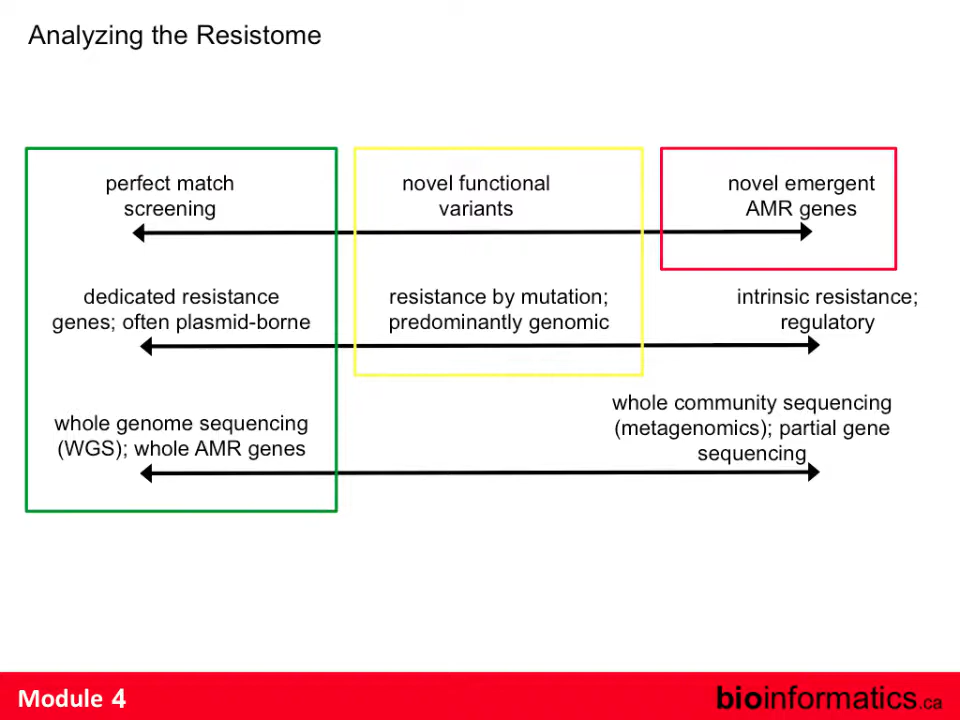 Analyzing the Resistome
perfect match
screening
novel functional
variants
novel emergent
AMR genes
dedicated resistance
genes; often plasmid-borne
resistance by mutation;
predominantly genomic
intrinsic resistance;
regulatory
whole genome sequencing
(WGS); whole AMR genes
whole community sequencing
(metagenomics); partial gene
sequencing
Module 4
bioinformatics.ca